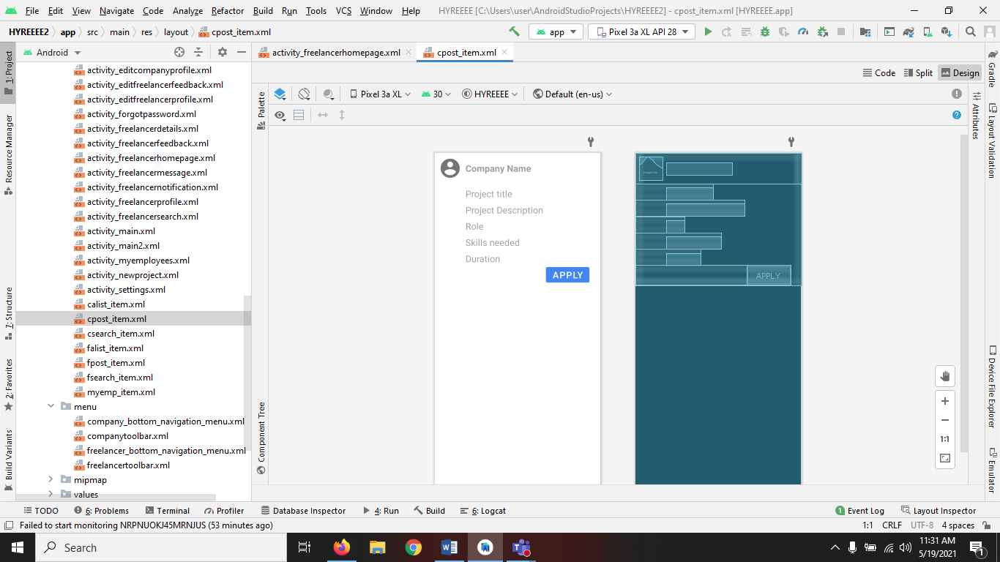 File Edit View Navigate Code Analyze Refactor Build Run Tools VCS Window Help HYREEEE [C:\Users\user\AndroidStudioProjects\HYREEEE2] - cpost_item.xml [HYREEEE.app]
HYREEEE2 app src main res layout cpost_item.xml app Pixel 3a XL API 28
Android activity_freelancerhomepage.xml cpost_item.xml
Code Split Design
Pixel 3a XL 30 HYREEEE Default (en-us)
1: Project
Resource Manager
7: Structure
2: Favorites
Build Variants
activity_editcompanyprofile.xml
activity_editfreelancerfeedback.xml
activity_editfreelancerprofile.xml
activity_forgotpassword.xml
activity_freelancerdetails.xml
activity_freelancerfeedback.xml
activity_freelancerhomepage.xml
activity_freelancermessage.xml
activity_freelancernotification.xml
activity_freelancerprofile.xml
activity_freelancersearch.xml
activity_main.xml
activity_main2.xml
activity_myemployees.xml
activity_newproject.xml
activity_settings.xml
calist_item.xml
cpost_item.xml
csearch_item.xml
falist_item.xml
fpost_item.xml
fsearch_item.xml
myemp_item.xml
menu
company_bottom_navigation_menu.xml
companytoolbar.xml
freelancer_bottom_navigation_menu.xml
freelancertoolbar.xml
mipmap
values
Palette
Component Tree
Company Name
Project title
Project Description
Role
Skills needed
Duration
APPLY
APPLY
1:1
Attributes
Gradle
Layout Validation
Device File Explorer
Emulator
TODO 6: Problems Terminal Profiler Database Inspector 4: Run Build 6: Logcat 1 Event Log Layout Inspector
Failed to start monitoring NRPNUOKJ45MRNJUS (53 minutes ago) 1:1 CRLF UTF-8 4 spaces
Search
11:31 AM
5/19/2021
1